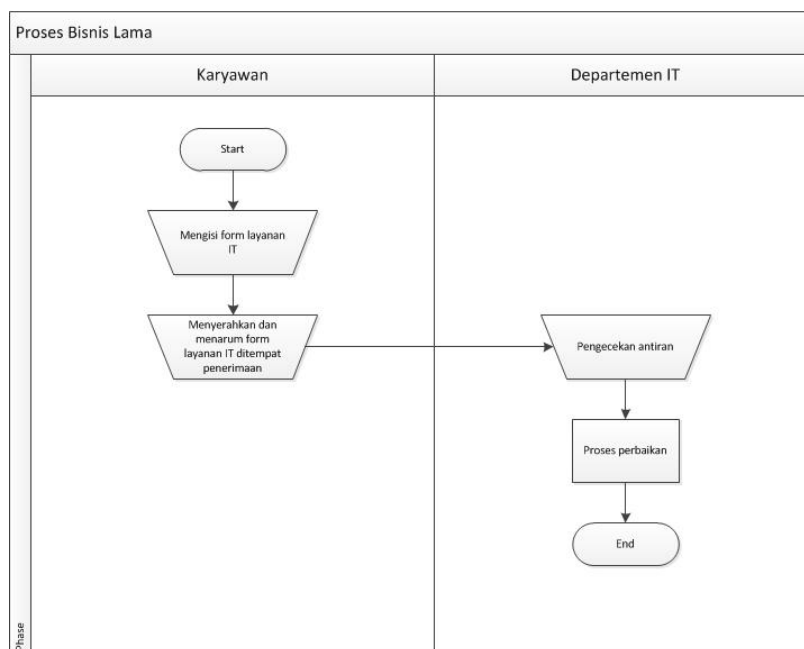 Proses Bisnis Lama
Karyawan
Departemen IT
Start
Mengisi form layanan
IT
Menyerahkan dan
menarum form
layanan IT ditempat
penerimaan
Pengecekan antiran
Proses perbaikan
End
Phase